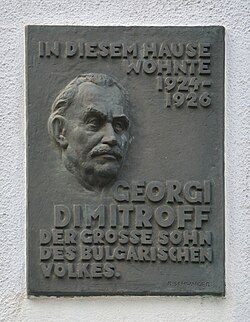 IN DIESEM HAUSE
WOHNTE
1924-
1926
GEORGI
DIMITROFF
DER GROSSE SOHN
DES BULGARISCHEN
VOLKES.